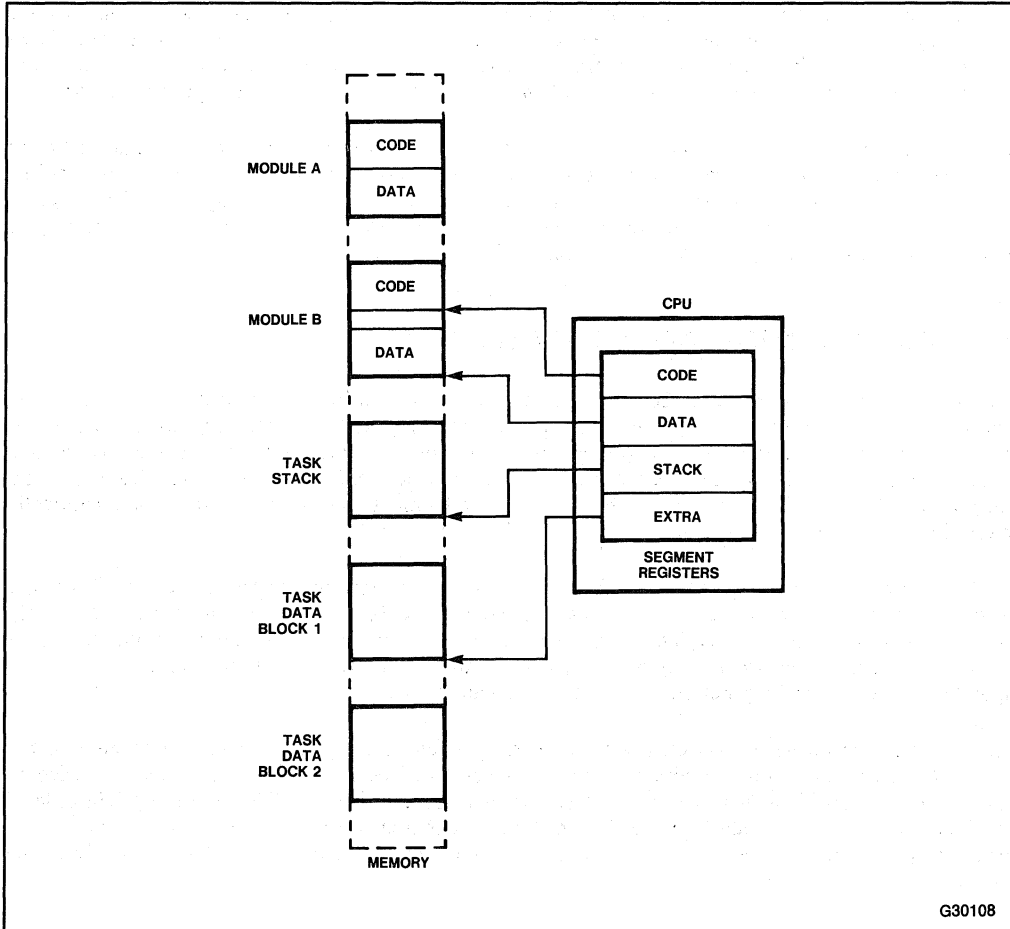 CODE
MODULE A
DATA
CODE
MODULE B
DATA
TASK
STACK
TASK
DATA
BLOCK 1
TASK
DATA
BLOCK 2
MEMORY
CPU
CODE
DATA
STACK
EXTRA
SEGMENT
REGISTERS
G30108